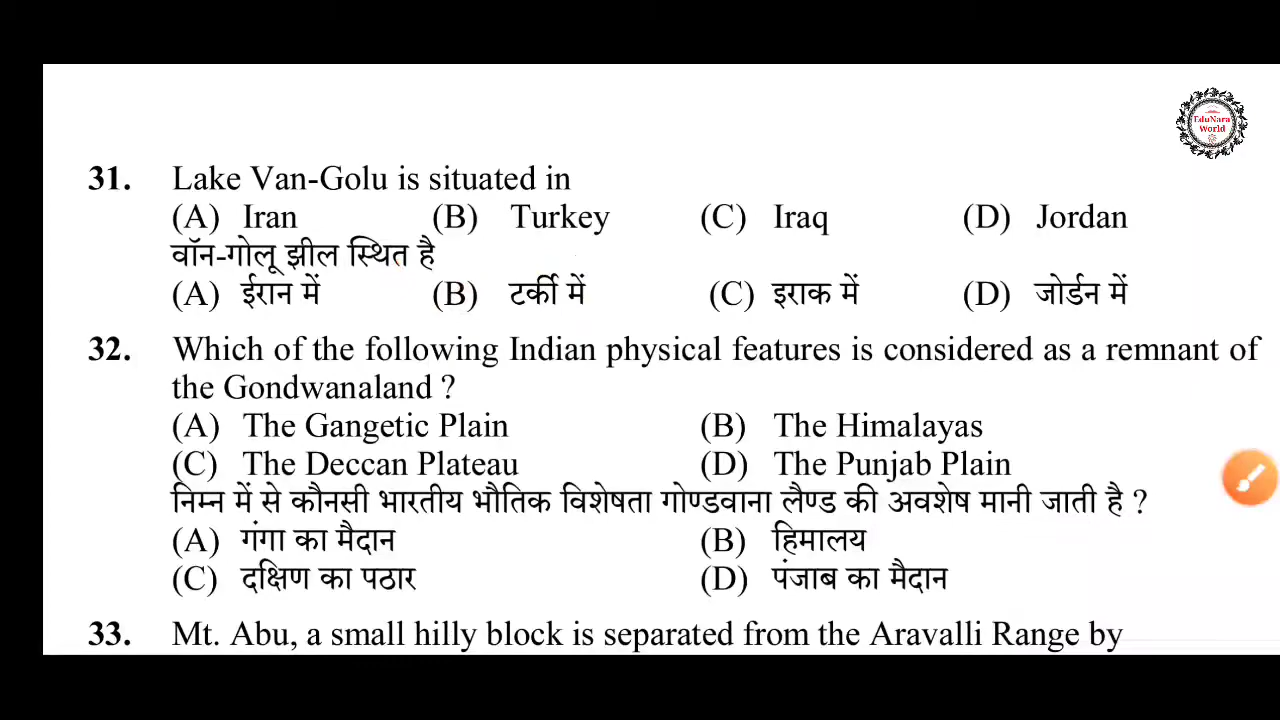 EduNara
World
31. Lake Van-Golu is situated in
(A) Iran (B) Turkey (C) Iraq (D) Jordan
वॉन-गोलू झील स्थित है
(A) ईरान में (B) टर्की में (C) इराक में (D) जोर्डन में
32. Which of the following Indian physical features is considered as a remnant of
the Gondwanaland ?
(A) The Gangetic Plain (B) The Himalayas
(C) The Deccan Plateau (D) The Punjab Plain
निम्न में से कौनसी भारतीय भौतिक विशेषता गोण्डवाना लैण्ड की अवशेष मानी जाती है ?
(A) गंगा का मैदान (B) हिमालय
(C) दक्षिण का पठार (D) पंजाब का मैदान
33. Mt. Abu, a small hilly block is separated from the Aravalli Range by